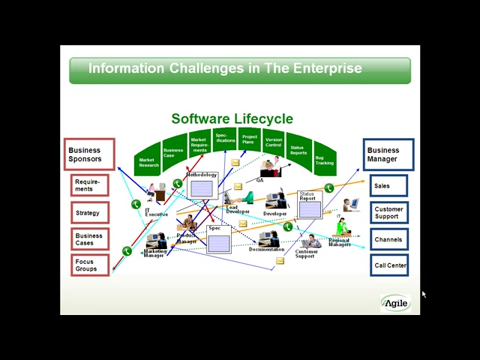 Information Challenges in The Enterprise
Software Lifecycle
Business
Sponsors
Require-
ments
Strategy
Business
Cases
Focus
Groups
Market
Research
Business
Case
Market
Require-
ments
Spec-
ifications
Project
Plans
Version
Control
Status
Reports
Bug
Tracking
Business
Manager
Sales
Customer
Support
Channels
Call Center
Methodology
QA
Status
Report
IT
Executive
Lead
Developer
Developer
Product
Manager
Spec
Marketing
Manager
Documentation
Customer
Support
Regional
Managers
Agile